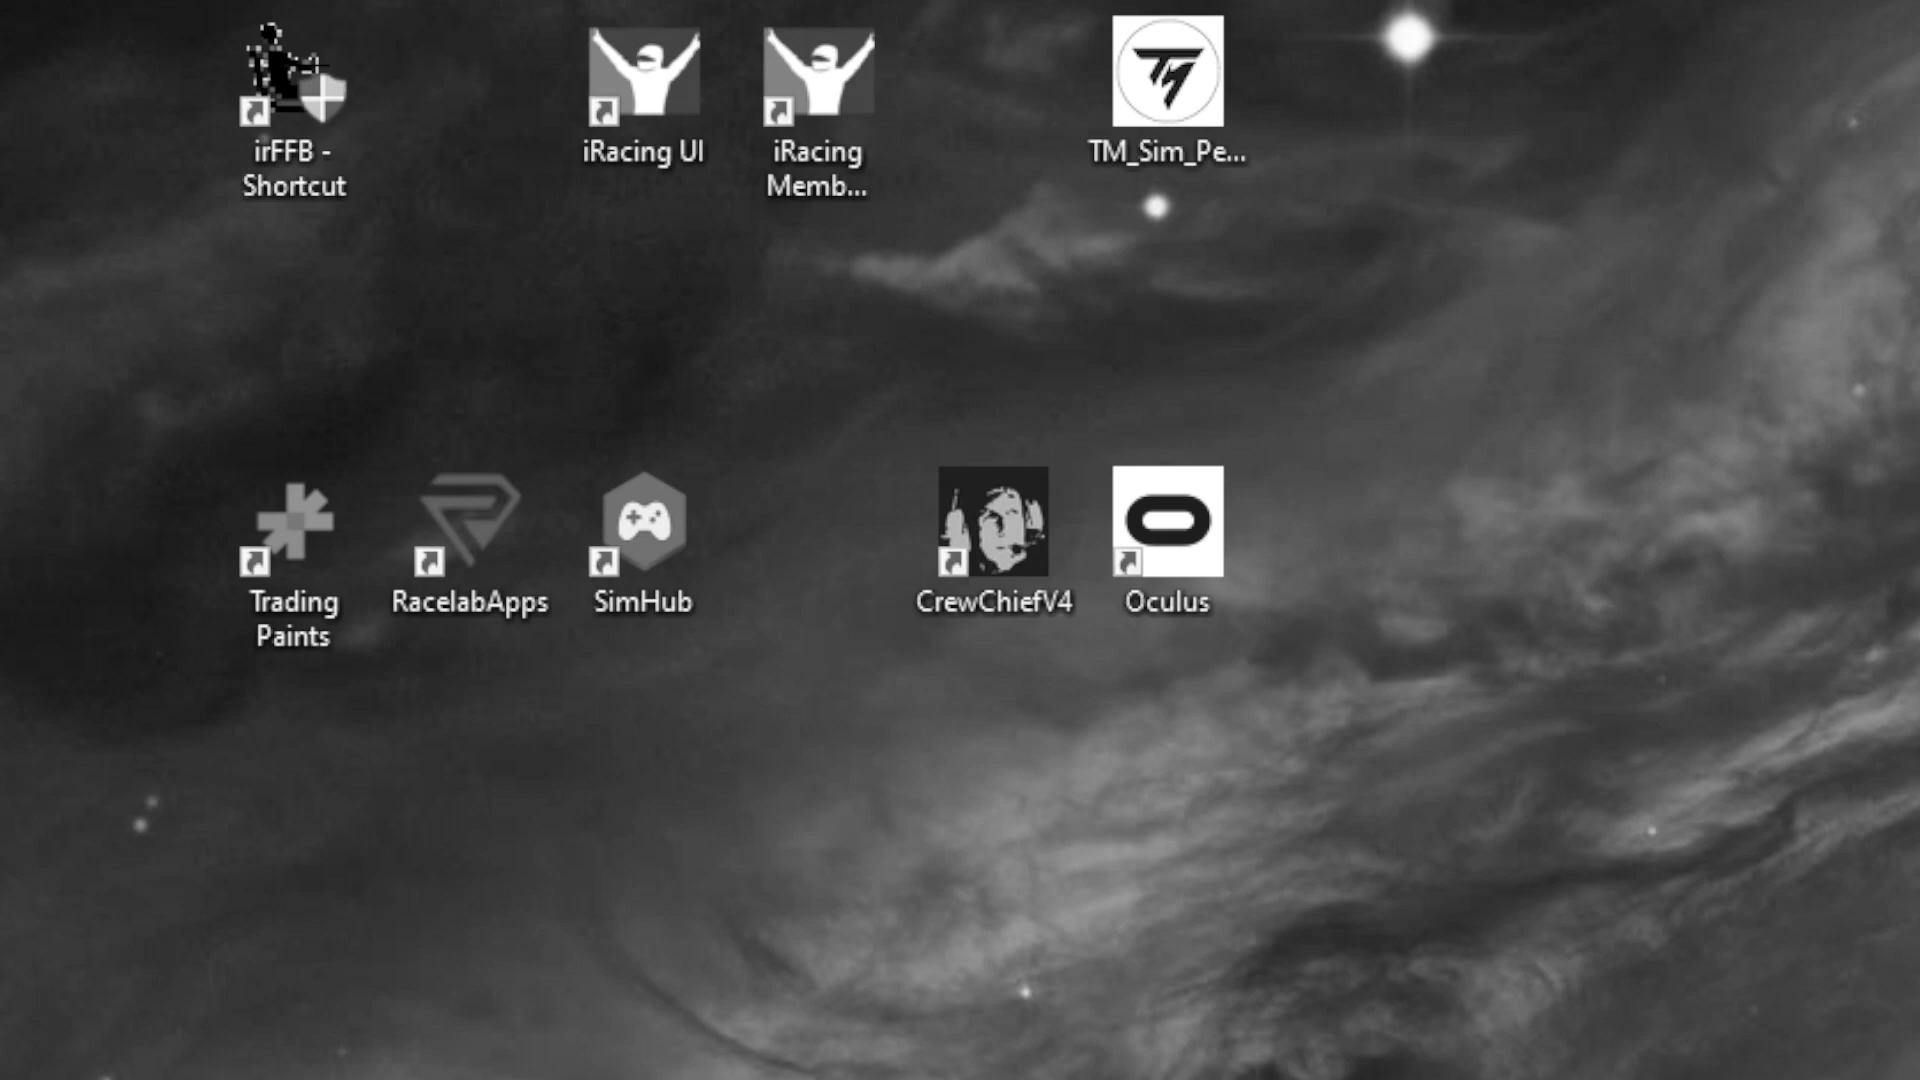 irFFB -
Shortcut
iRacing UI
iRacing
Memb...
TM_Sim_Pe...
Trading
Paints
RacelabApps
SimHub
CrewChiefV4
Oculus